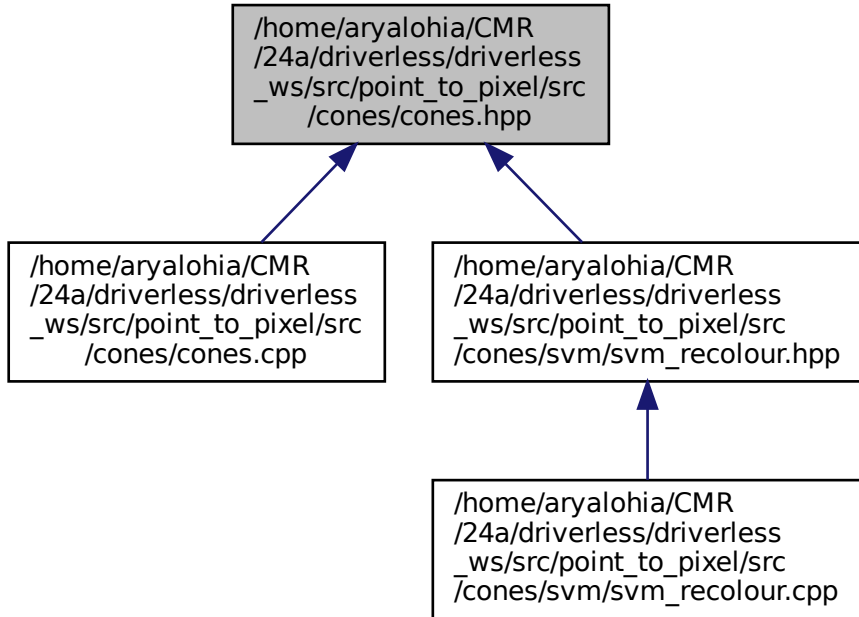 /home/aryalohia/CMR
/24a/driverless/driverless
_ws/src/point_to_pixel/src
/cones/cones.hpp
/home/aryalohia/CMR
/24a/driverless/driverless
_ws/src/point_to_pixel/src
/cones/cones.cpp
/home/aryalohia/CMR
/24a/driverless/driverless
_ws/src/point_to_pixel/src
/cones/svm/svm_recolour.hpp
/home/aryalohia/CMR
/24a/driverless/driverless
_ws/src/point_to_pixel/src
/cones/svm/svm_recolour.cpp